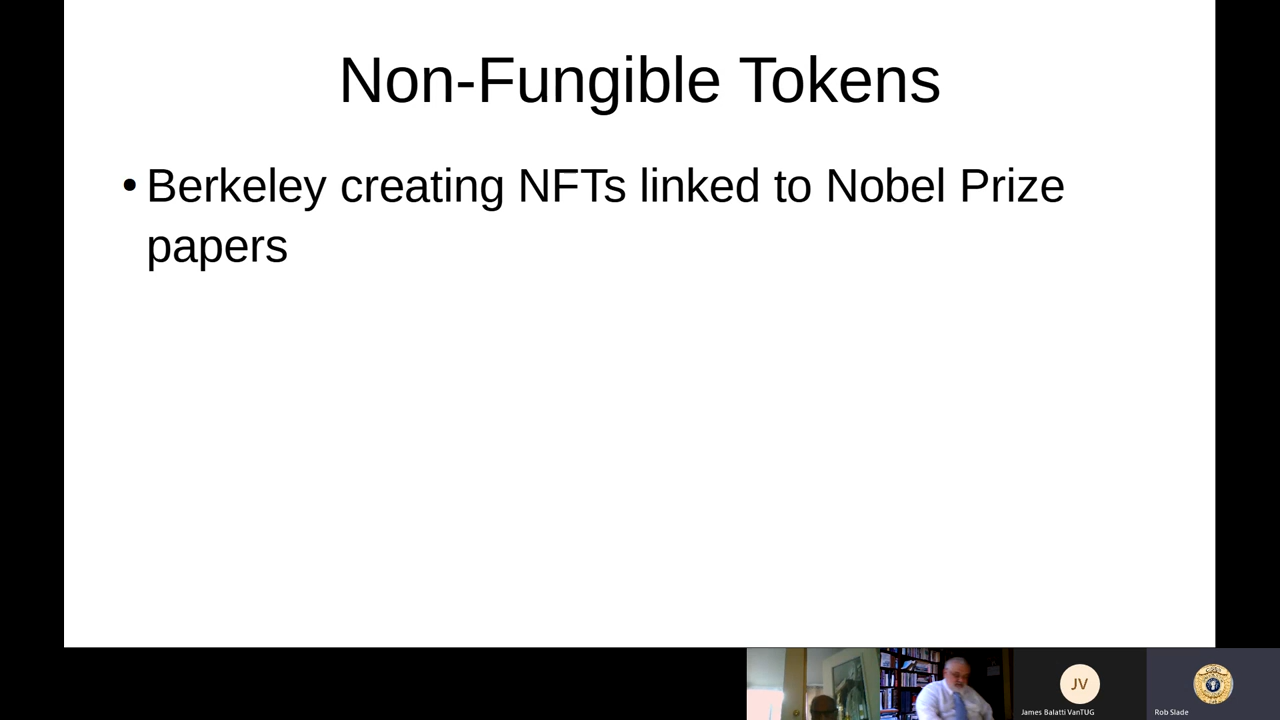 Non-Fungible Tokens
• Berkeley creating NFTs linked to Nobel Prize
papers
JV
James Balatti VanTUG
Rob Slade